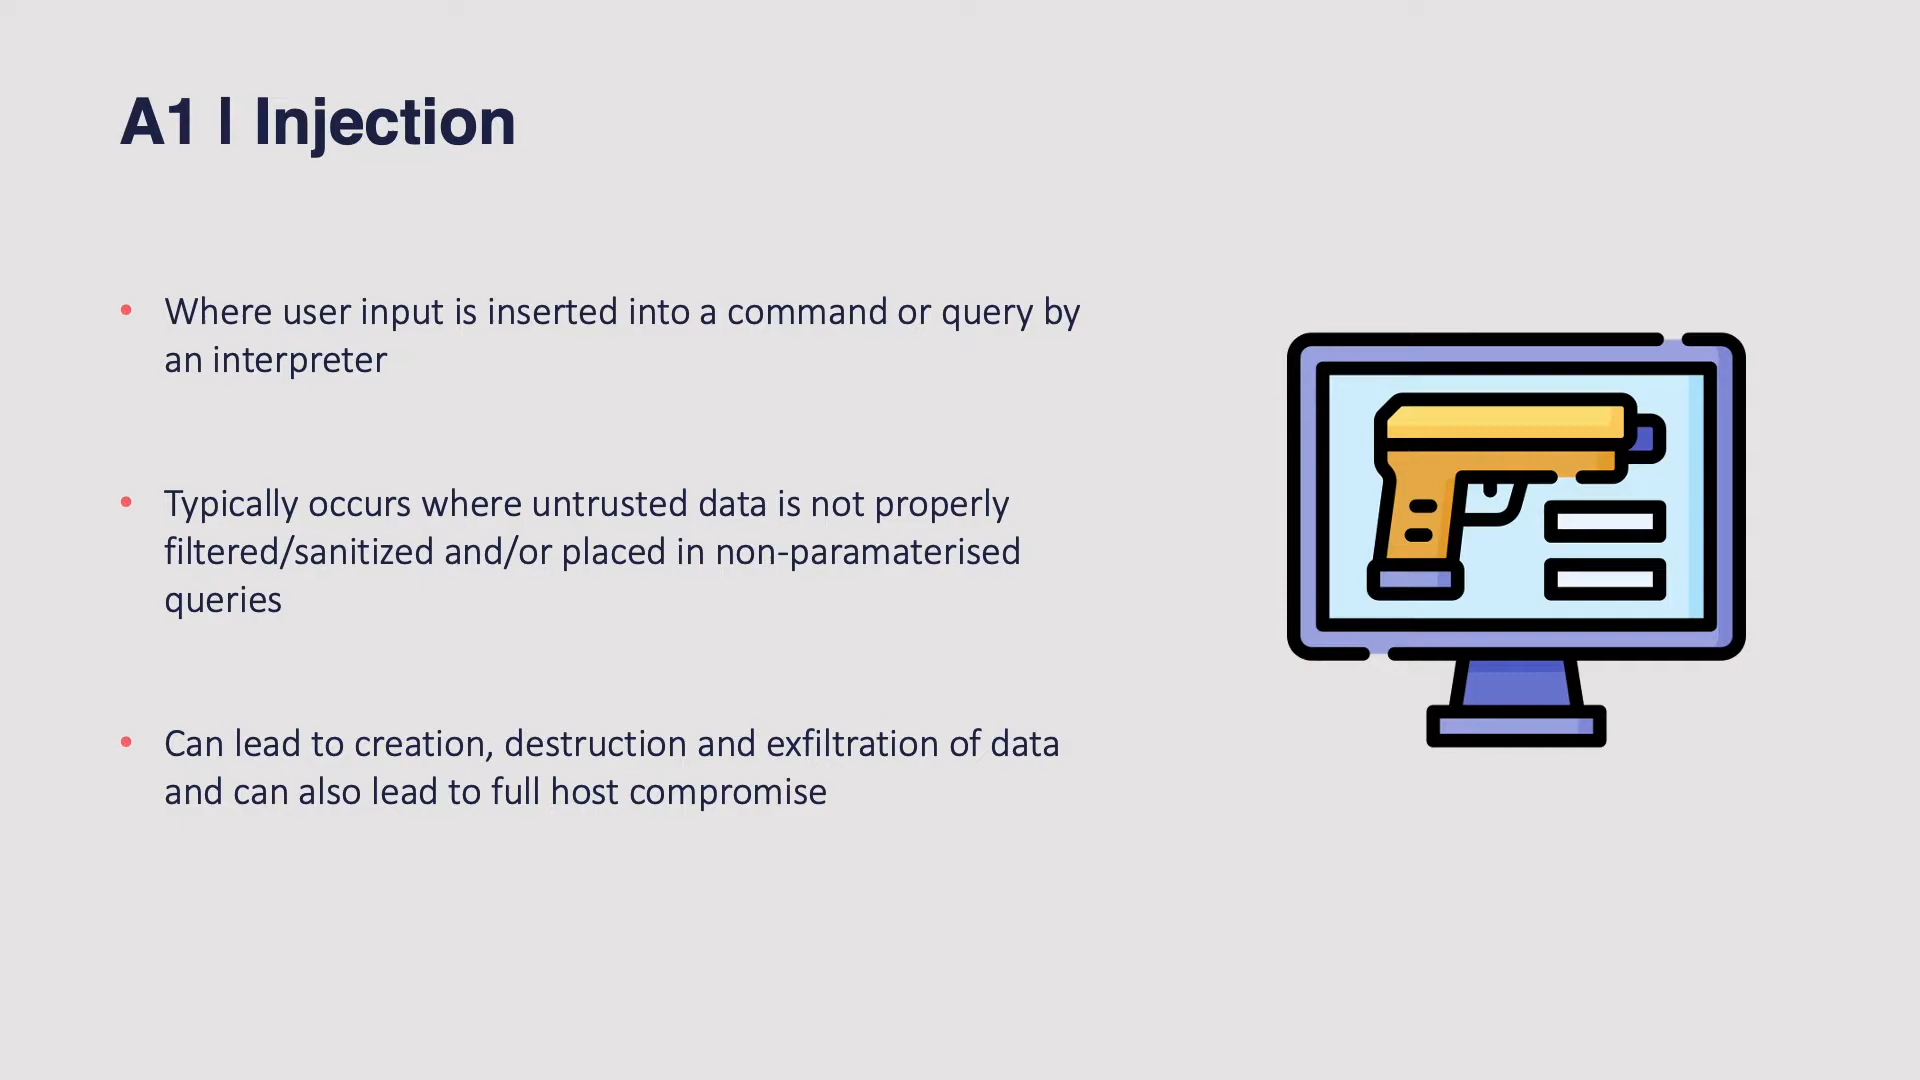 A1 | Injection
• Where user input is inserted into a command or query by
an interpreter
• Typically occurs where untrusted data is not properly
filtered/sanitized and/or placed in non-paramaterised
queries
• Can lead to creation, destruction and exfiltration of data
and can also lead to full host compromise